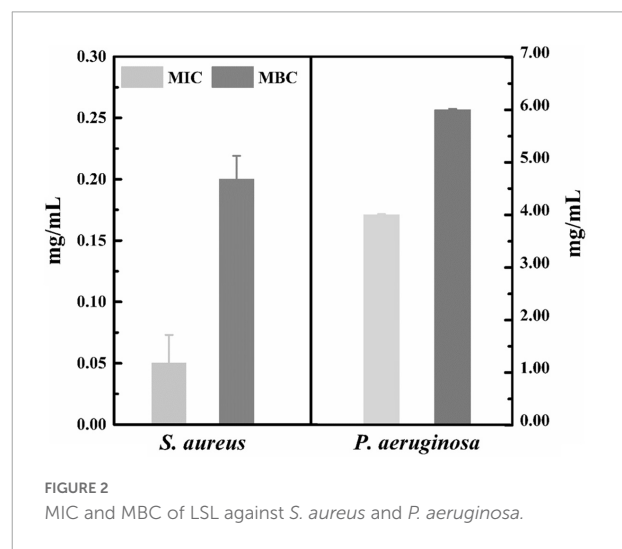 0.30
0.25
0.20
0.15
0.10
0.05
0.00
mg/mL
MIC MBC
7.00
6.00
5.00
4.00
3.00
2.00
1.00
0.00
mg/mL
S. aureus P. aeruginosa
FIGURE 2
MIC and MBC of LSL against S. aureus and P. aeruginosa.